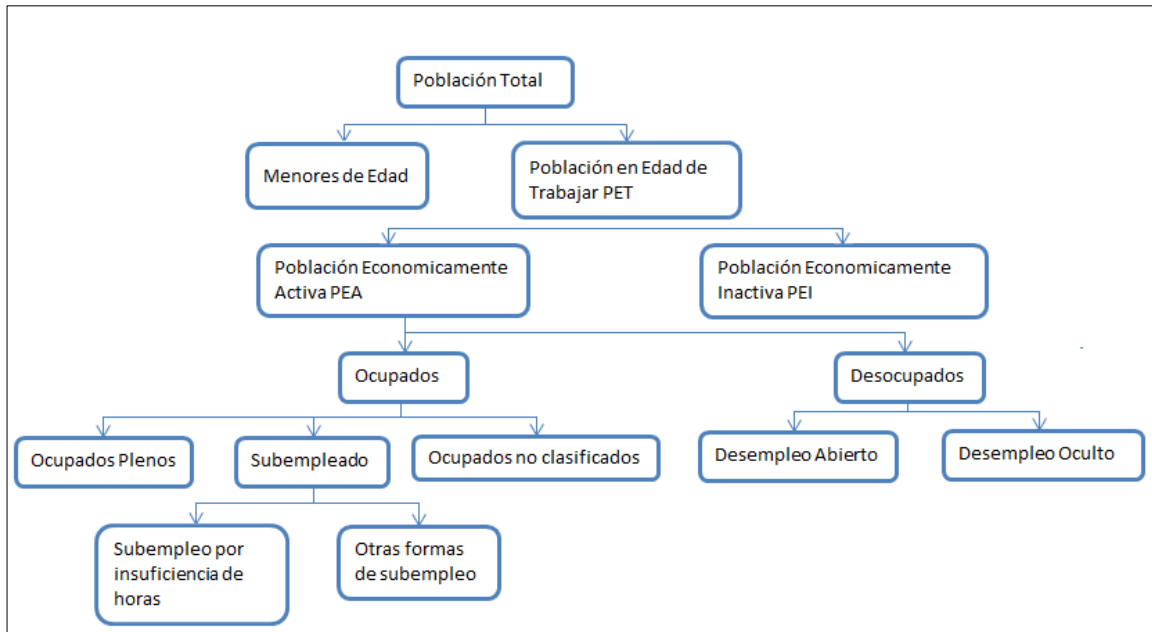 Población Total
Menores de Edad
Población en Edad de
Trabajar PET
Población Economicamente
Activa PEA
Población Economicamente
Inactiva PEI
Ocupados
Desocupados
Ocupados Plenos
Subempleado
Ocupados no clasificados
Desempleo Abierto
Desempleo Oculto
Subempleo por
insuficiencia de
horas
Otras formas
de subempleo